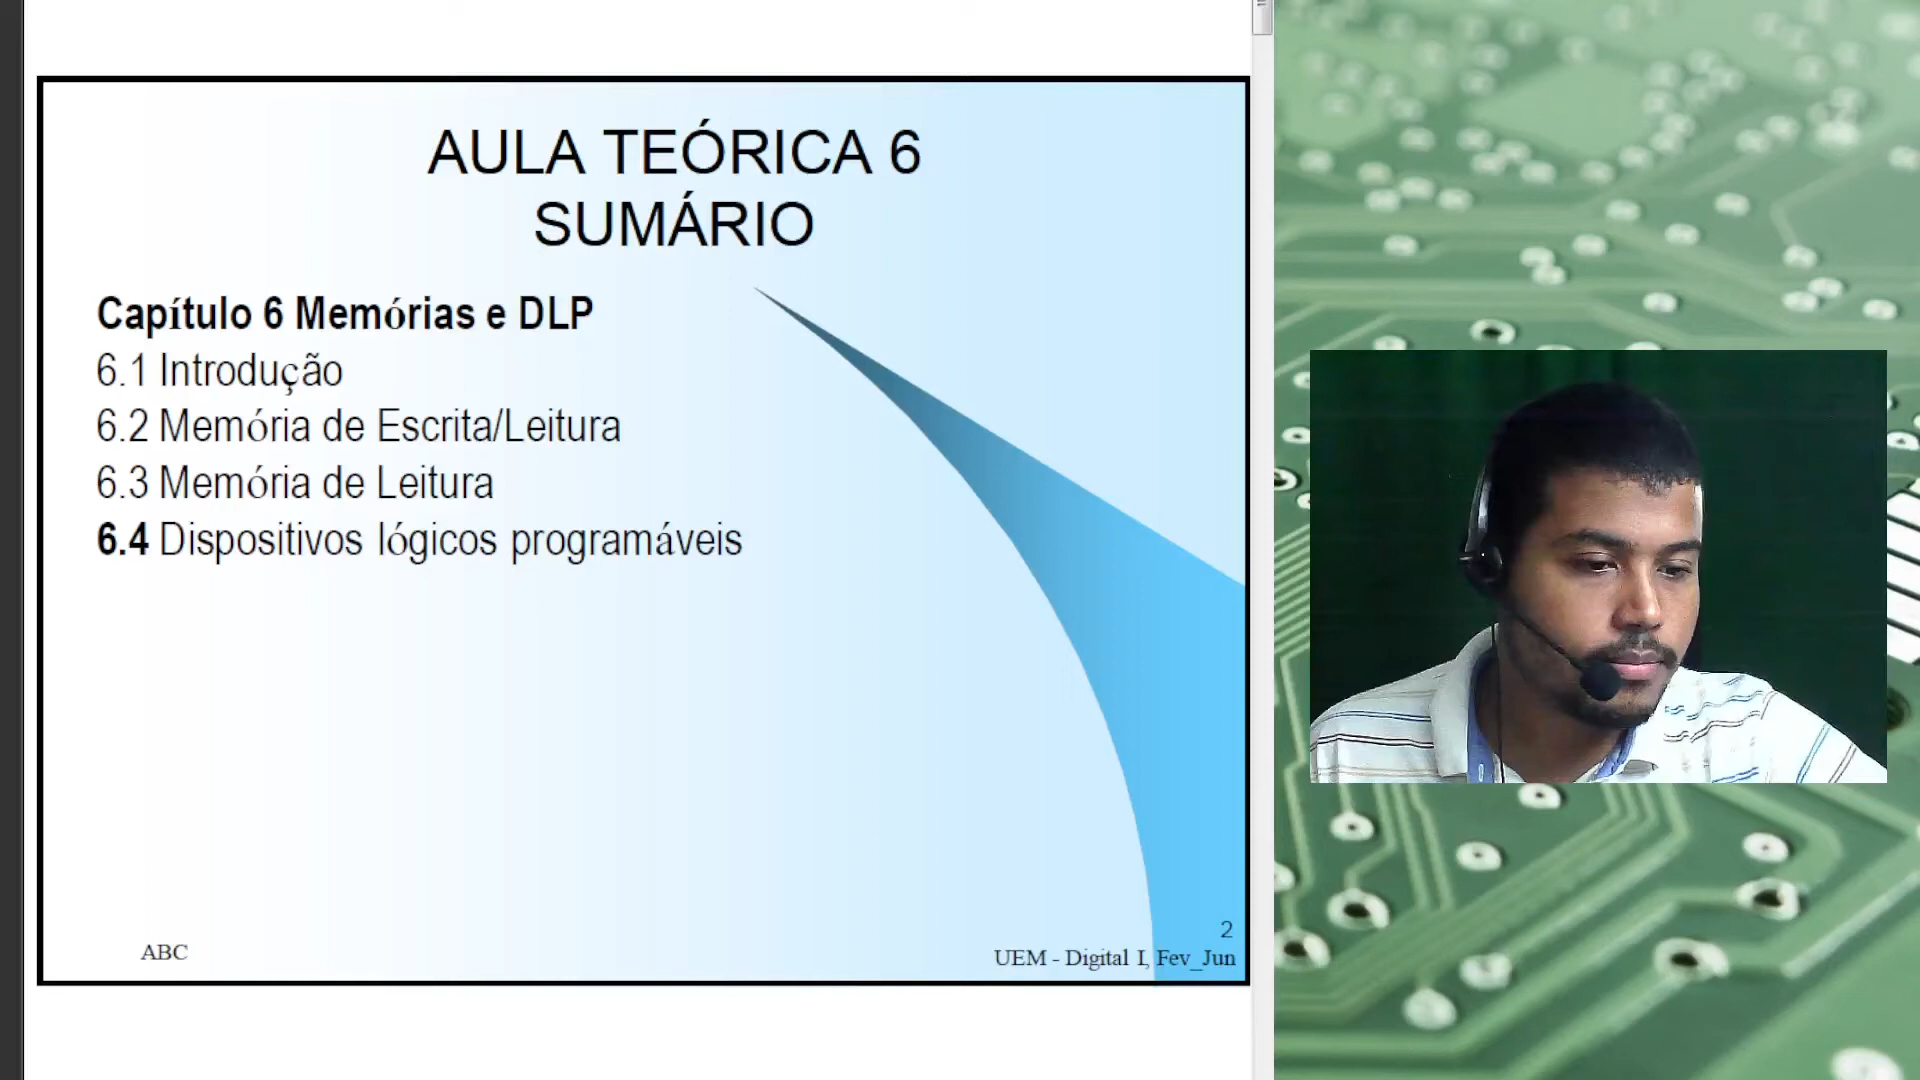 AULA TEÓRICA 6
SUMÁRIO
Capítulo 6 Memórias e DLP
6.1 Introdução
6.2 Memória de Escrita/Leitura
6.3 Memória de Leitura
6.4 Dispositivos lógicos programáveis
2
ABC
UEM - Digital I, Fev_Jun